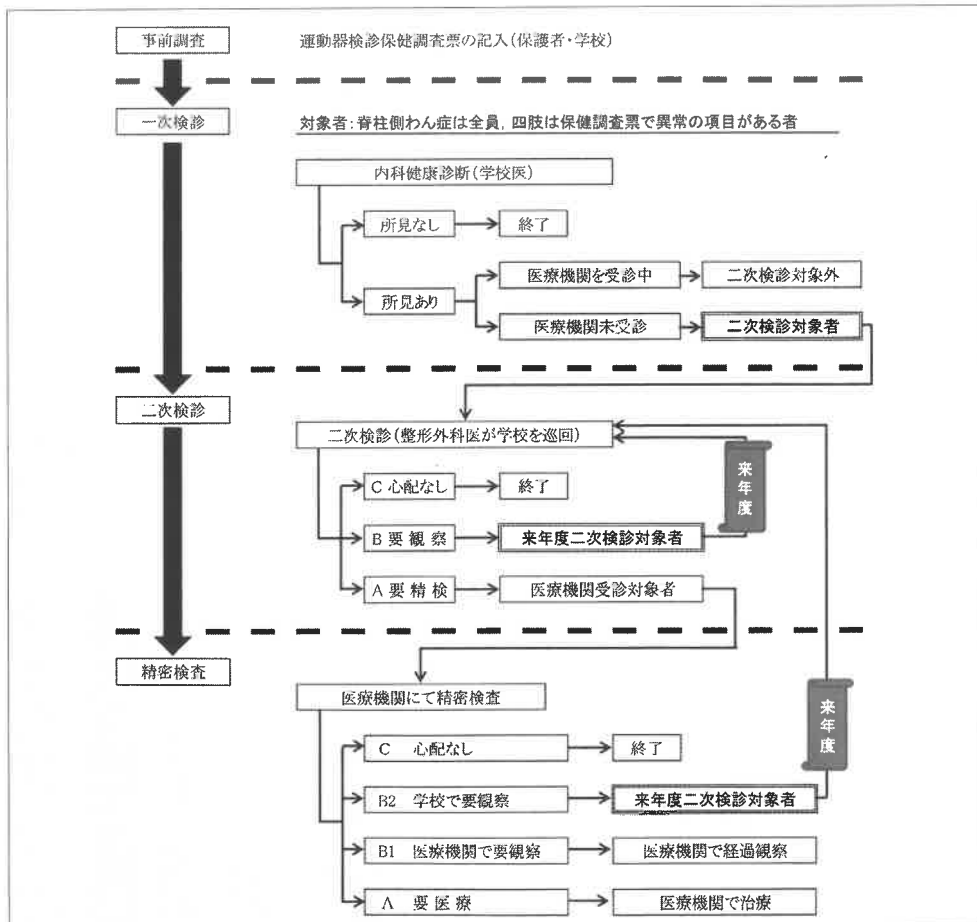 事前調査
運動器検診保健調査票の記入(保護者・学校)
一次検診
対象者:脊柱側わん症は全員,四肢は保健調査票で異常の項目がある者
内科健康診断(学校医)
所見なし
終了
所見あり
医療機関を受診中
二次検診対象外
医療機関未受診
二次検診対象者
二次検診
二次検診(整形外科医が学校を巡回)
来年度
C 心配なし
終了
B 要観察
来年度二次検診対象者
A 要精検
医療機関受診対象者
精密検査
医療機関にて精密検査
来年度
C 心配なし
終了
B2 学校で要観察
来年度二次検診対象者
B1 医療機関で要観察
医療機関で経過観察
A 要医療
医療機関で治療